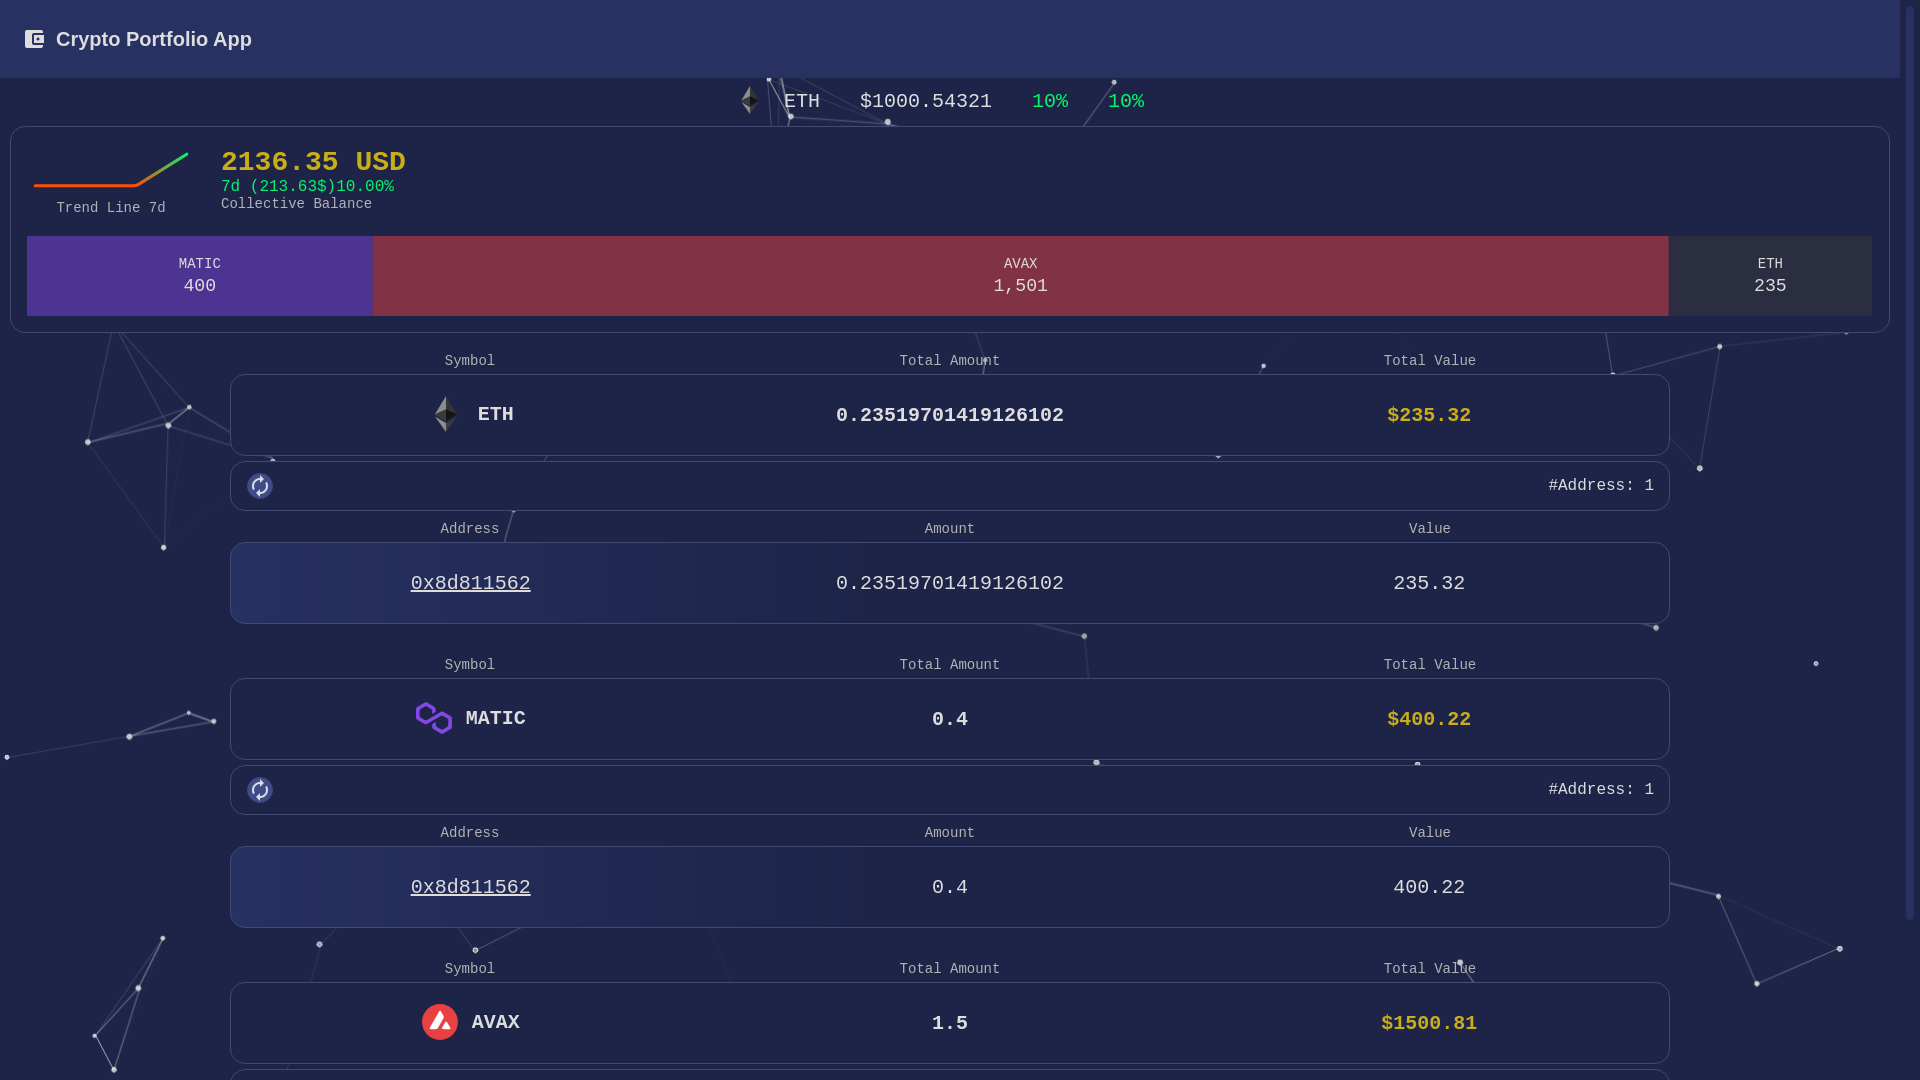 Crypto Portfolio App
ETH $1000.54321 10% 10%
2136.35 USD
7d (213.63$)10.00%
Collective Balance
Trend Line 7d
MATIC AVAX ETH
400 1,501 235
Symbol Total Amount Total Value
ETH 0.23519701419126102 $235.32
#Address: 1
Address Amount Value
0x8d811562 0.23519701419126102 235.32
Symbol Total Amount Total Value
MATIC 0.4 $400.22
#Address: 1
Address Amount Value
0x8d811562 0.4 400.22
Symbol Total Amount Total Value
AVAX 1.5 $1500.81